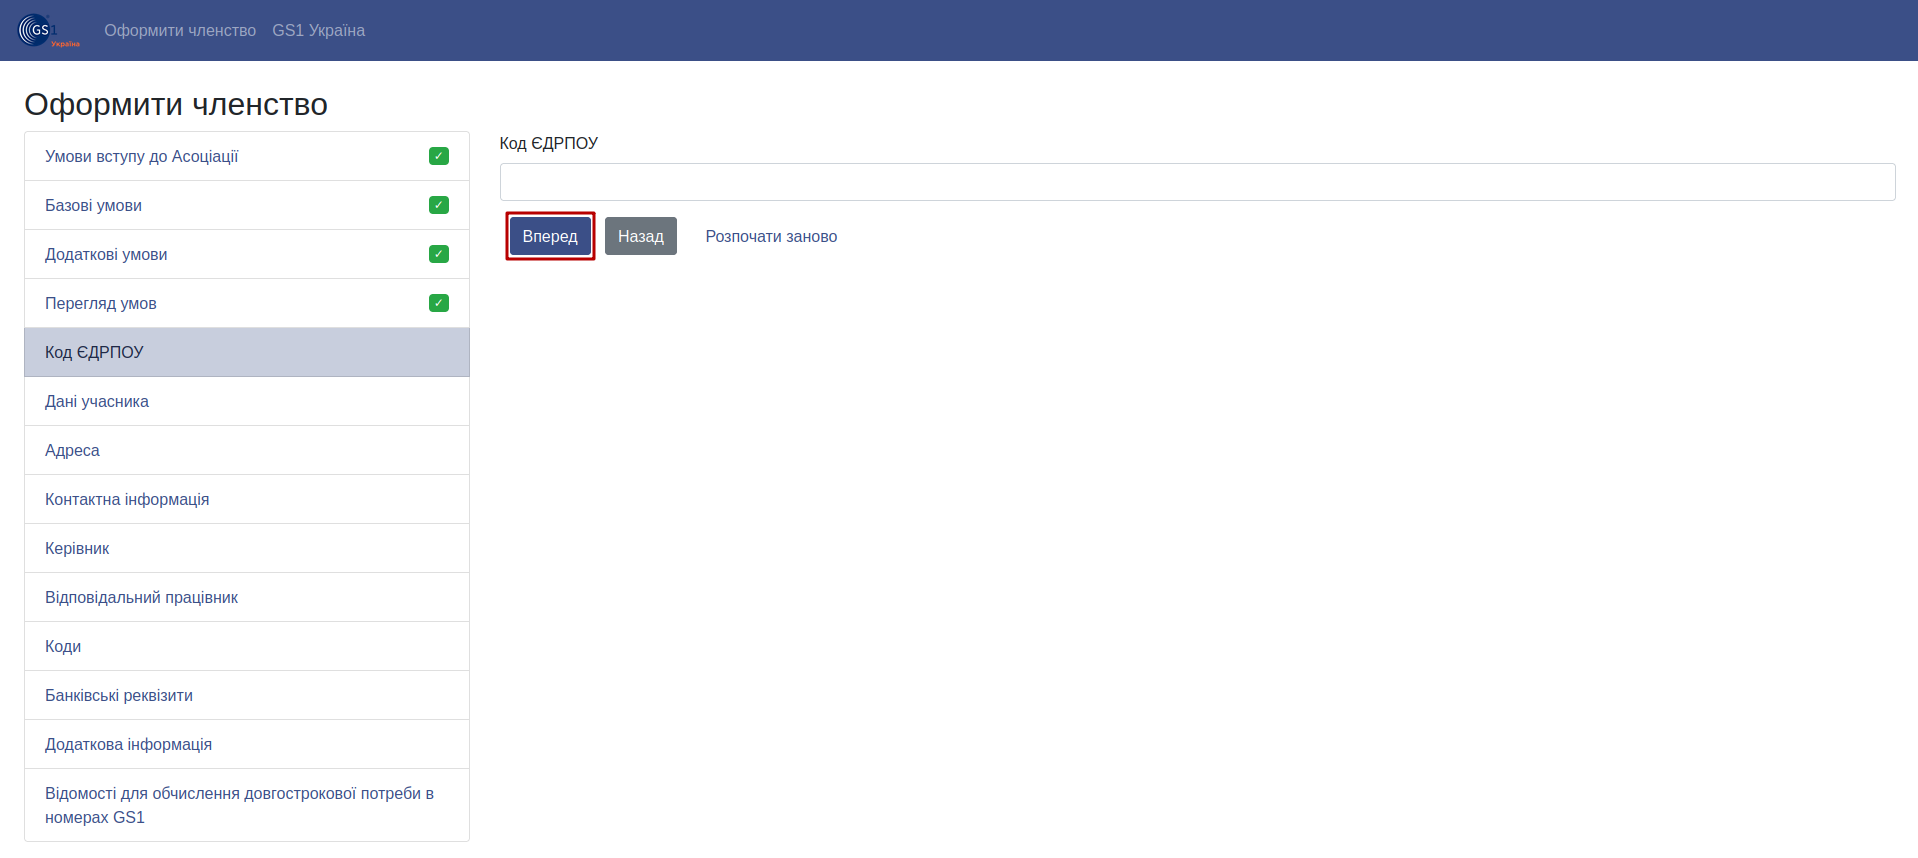 GS1
Україна
Оформити членство
GS1 Україна
Оформити членство
Умови вступу до Асоціації
✓
Базові умови
✓
Додаткові умови
✓
Перегляд умов
✓
Код ЄДРПОУ
Дані учасника
Адреса
Контактна інформація
Керівник
Відповідальний працівник
Коди
Банківські реквізити
Додаткова інформація
Відомості для обчислення довгострокової потреби в
номерах GS1
Код ЄДРПОУ
Вперед
Назад
Розпочати заново